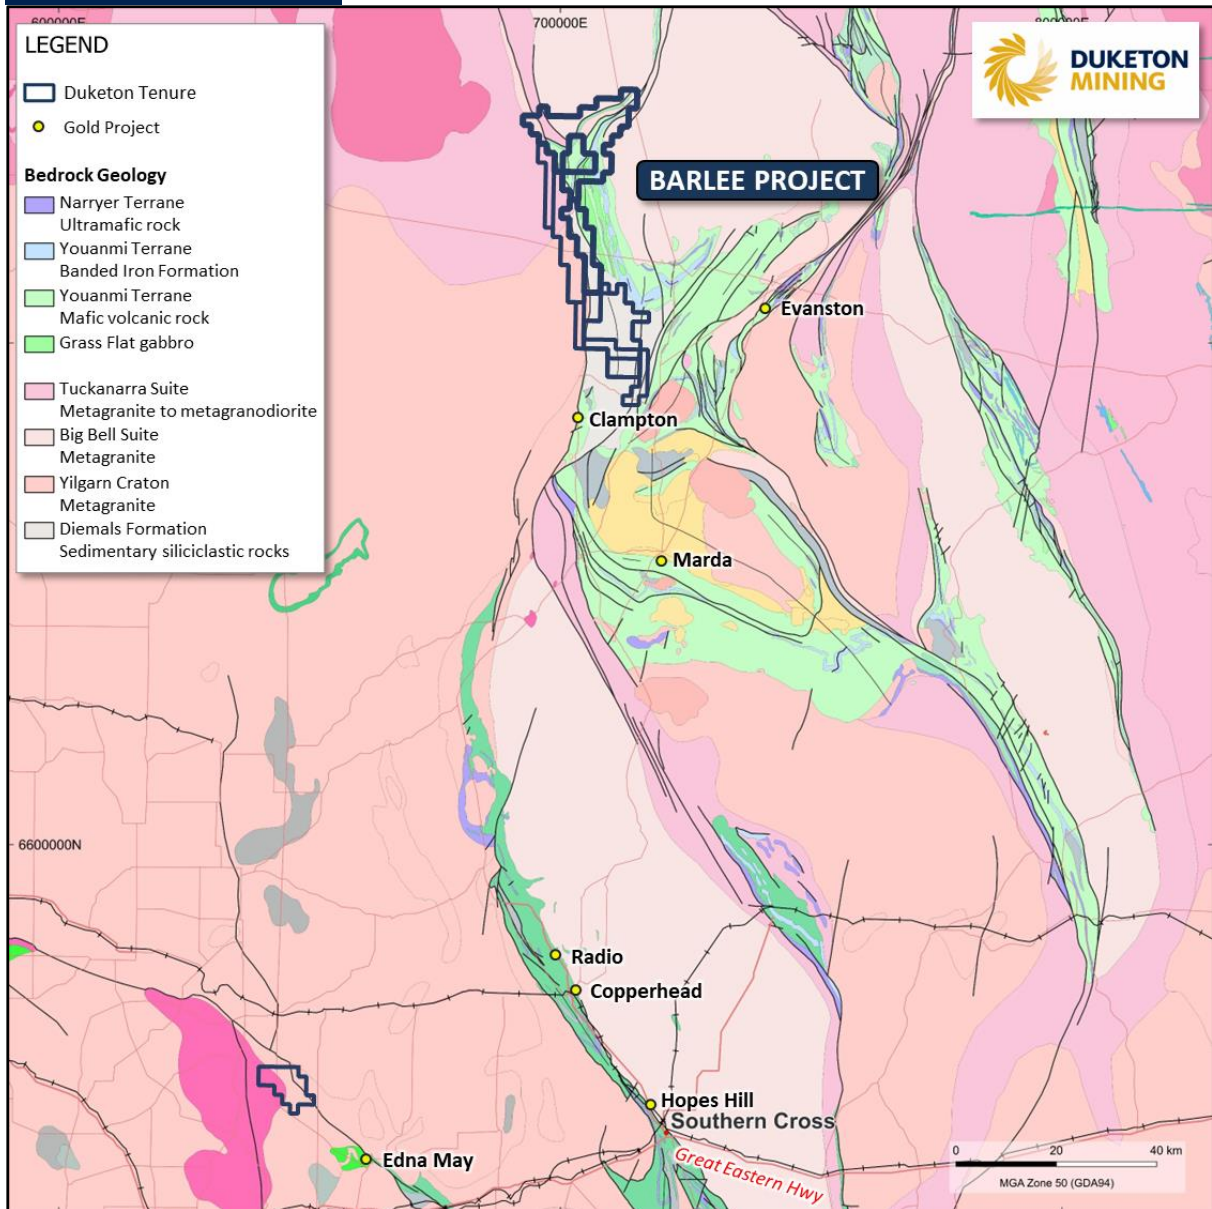 600000E
700000E
800000E
LEGEND
Duketon Tenure
Gold Project
Bedrock Geology
Narryer Terrane
Ultramafic rock
Youanmi Terrane
Banded Iron Formation
Youanmi Terrane
Mafic volcanic rock
Grass Flat gabbro
Tuckanarra Suite
Metagranite to metagranodiorite
Big Bell Suite
Metagranite
Yilgarn Craton
Metagranite
Diemals Formation
Sedimentary siliciclastic rocks
DUKETON
MINING
BARLEE PROJECT
Evanston
Clampton
Marda
6600000N
Radio
Copperhead
Hopes Hill
Southern Cross
Great Eastern Hwy
Edna May
0 20 40 km
MGA Zone 50 (GDA94)